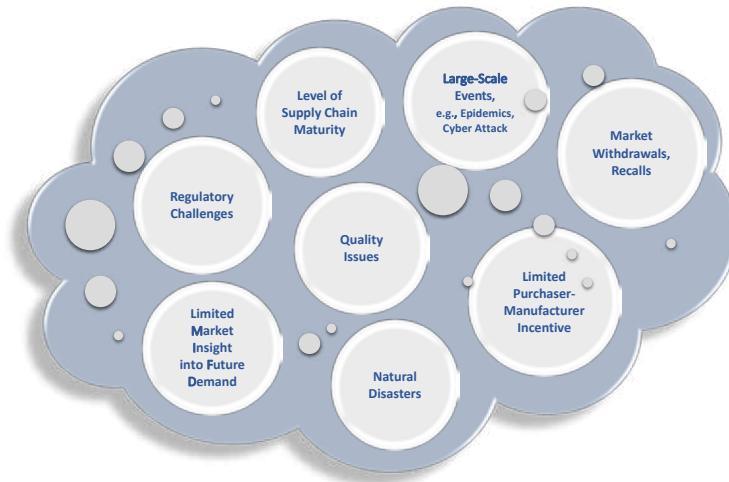 Level of
Supply Chain
Maturity
Large-Scale
Events,
e.g., Epidemics,
Cyber Attack
Market
Withdrawals,
Recalls
Regulatory
Challenges
Quality
Issues
Limited
Purchaser-
Manufacturer
Incentive
Limited
Market
Insight
into Future
Demand
Natural
Disasters